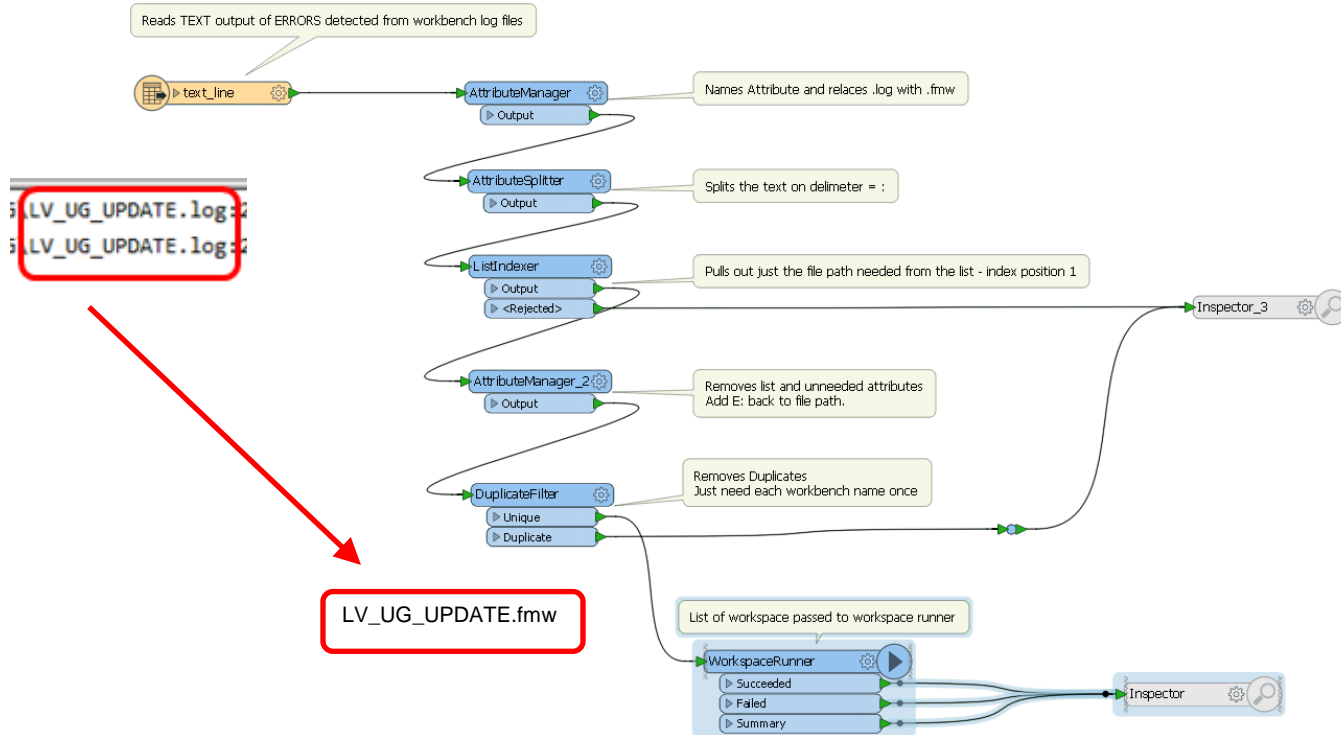 Reads TEXT output of ERRORS detected from workbench log files
text_line
AttributeManager
Output
Names Attribute and relaces .log with .fmw
LV_UG_UPDATE.log:
LV_UG_UPDATE.log:
AttributeSplitter
Output
Splits the text on delimeter = :
ListIndexer
Output
<Rejected>
Pulls out just the file path needed from the list - index position 1
Inspector_3
AttributeManager_2
Output
Removes list and unneeded attributes
Add E: back to file path.
DuplicateFilter
Unique
Duplicate
Removes Duplicates
Just need each workbench name once
LV_UG_UPDATE.fmw
List of workspace passed to workspace runner
WorkspaceRunner
Succeeded
Failed
Summary
Inspector